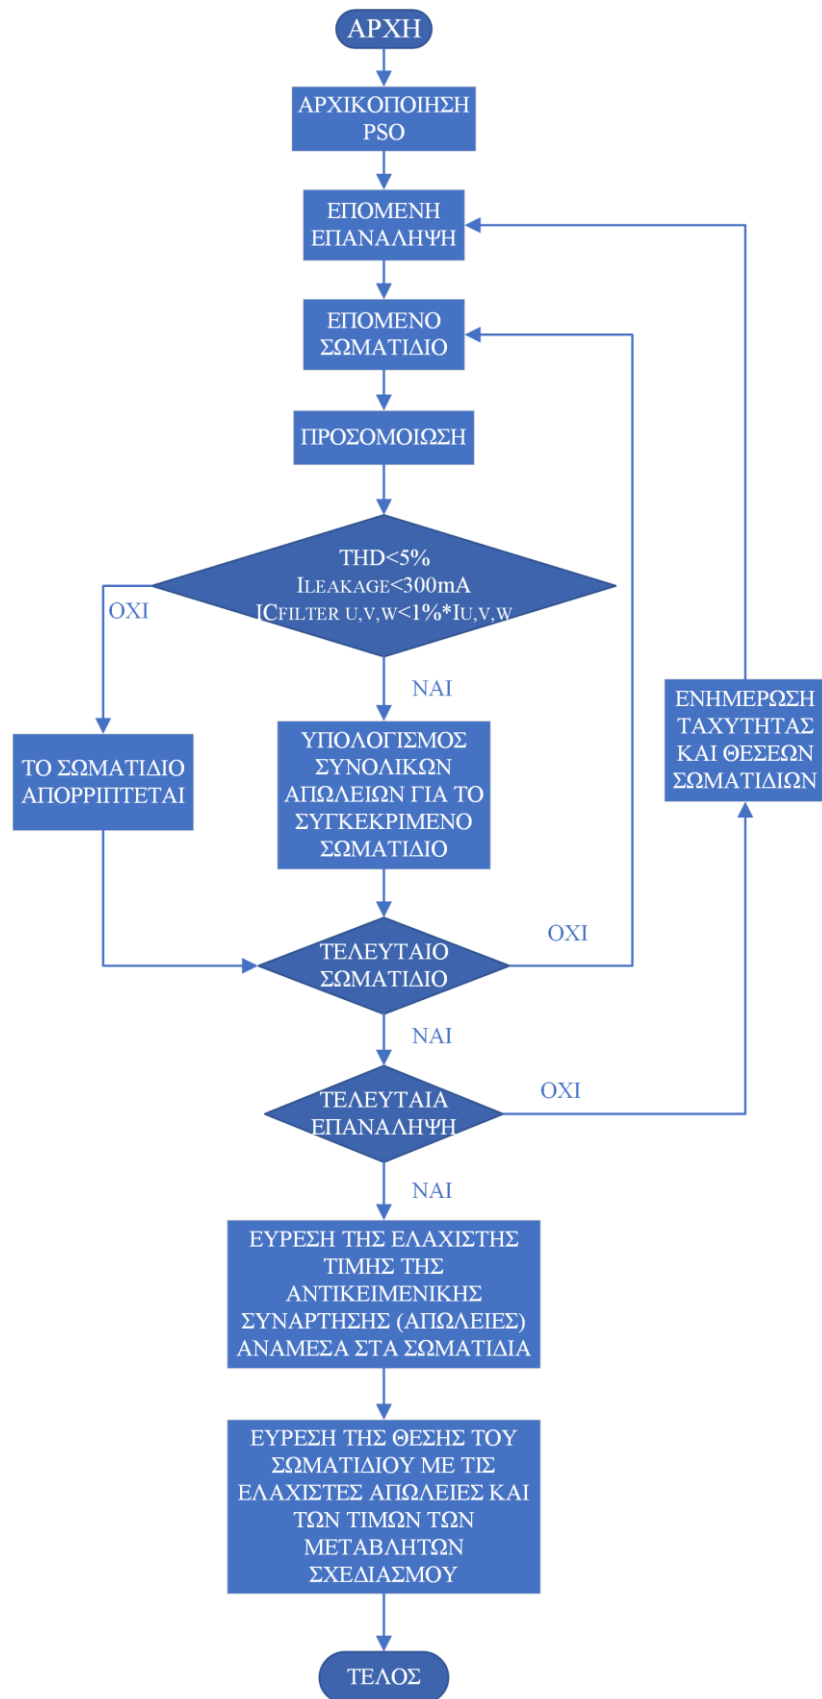 ΑΡΧΗ
ΑΡΧΙΚΟΠΟΙΗΣΗ
PSO
ΕΠΟΜΕΝΗ
ΕΠΑΝΑΛΗΨΗ
ΕΠΟΜΕΝΟ
ΣΩΜΑΤΙΔΙΟ
ΠΡΟΣΟΜΟΙΩΣΗ
THD<5%
ILEAKAGE<300mA
ICFILTER U,V,W<1%*IU,V,W
ΟΧΙ
ΝΑΙ
ΤΟ ΣΩΜΑΤΙΔΙΟ
ΑΠΟΡΡΙΠΤΕΤΑΙ
ΥΠΟΛΟΓΙΣΜΟΣ
ΣΥΝΟΛΙΚΩΝ
ΑΠΩΛΕΙΩΝ ΓΙΑ ΤΟ
ΣΥΓΚΕΚΡΙΜΕΝΟ
ΣΩΜΑΤΙΔΙΟ
ΕΝΗΜΕΡΩΣΗ
ΤΑΧΥΤΗΤΑΣ
ΚΑΙ ΘΕΣΕΩΝ
ΣΩΜΑΤΙΔΙΩΝ
ΤΕΛΕΥΤΑΙΟ
ΣΩΜΑΤΙΔΙΟ
ΟΧΙ
ΝΑΙ
ΤΕΛΕΥΤΑΙΑ
ΕΠΑΝΑΛΗΨΗ
ΟΧΙ
ΝΑΙ
ΕΥΡΕΣΗ ΤΗΣ ΕΛΑΧΙΣΤΗΣ
ΤΙΜΗΣ ΤΗΣ
ΑΝΤΙΚΕΙΜΕΝΙΚΗΣ
ΣΥΝΑΡΤΗΣΗΣ (ΑΠΩΛΕΙΕΣ)
ΑΝΑΜΕΣΑ ΣΤΑ ΣΩΜΑΤΙΔΙΑ
ΕΥΡΕΣΗ ΤΗΣ ΘΕΣΗΣ ΤΟΥ
ΣΩΜΑΤΙΔΙΟΥ ΜΕ ΤΙΣ
ΕΛΑΧΙΣΤΕΣ ΑΠΩΛΕΙΕΣ ΚΑΙ
ΤΩΝ ΤΙΜΩΝ ΤΩΝ
ΜΕΤΑΒΛΗΤΩΝ
ΣΧΕΔΙΑΣΜΟΥ
ΤΕΛΟΣ